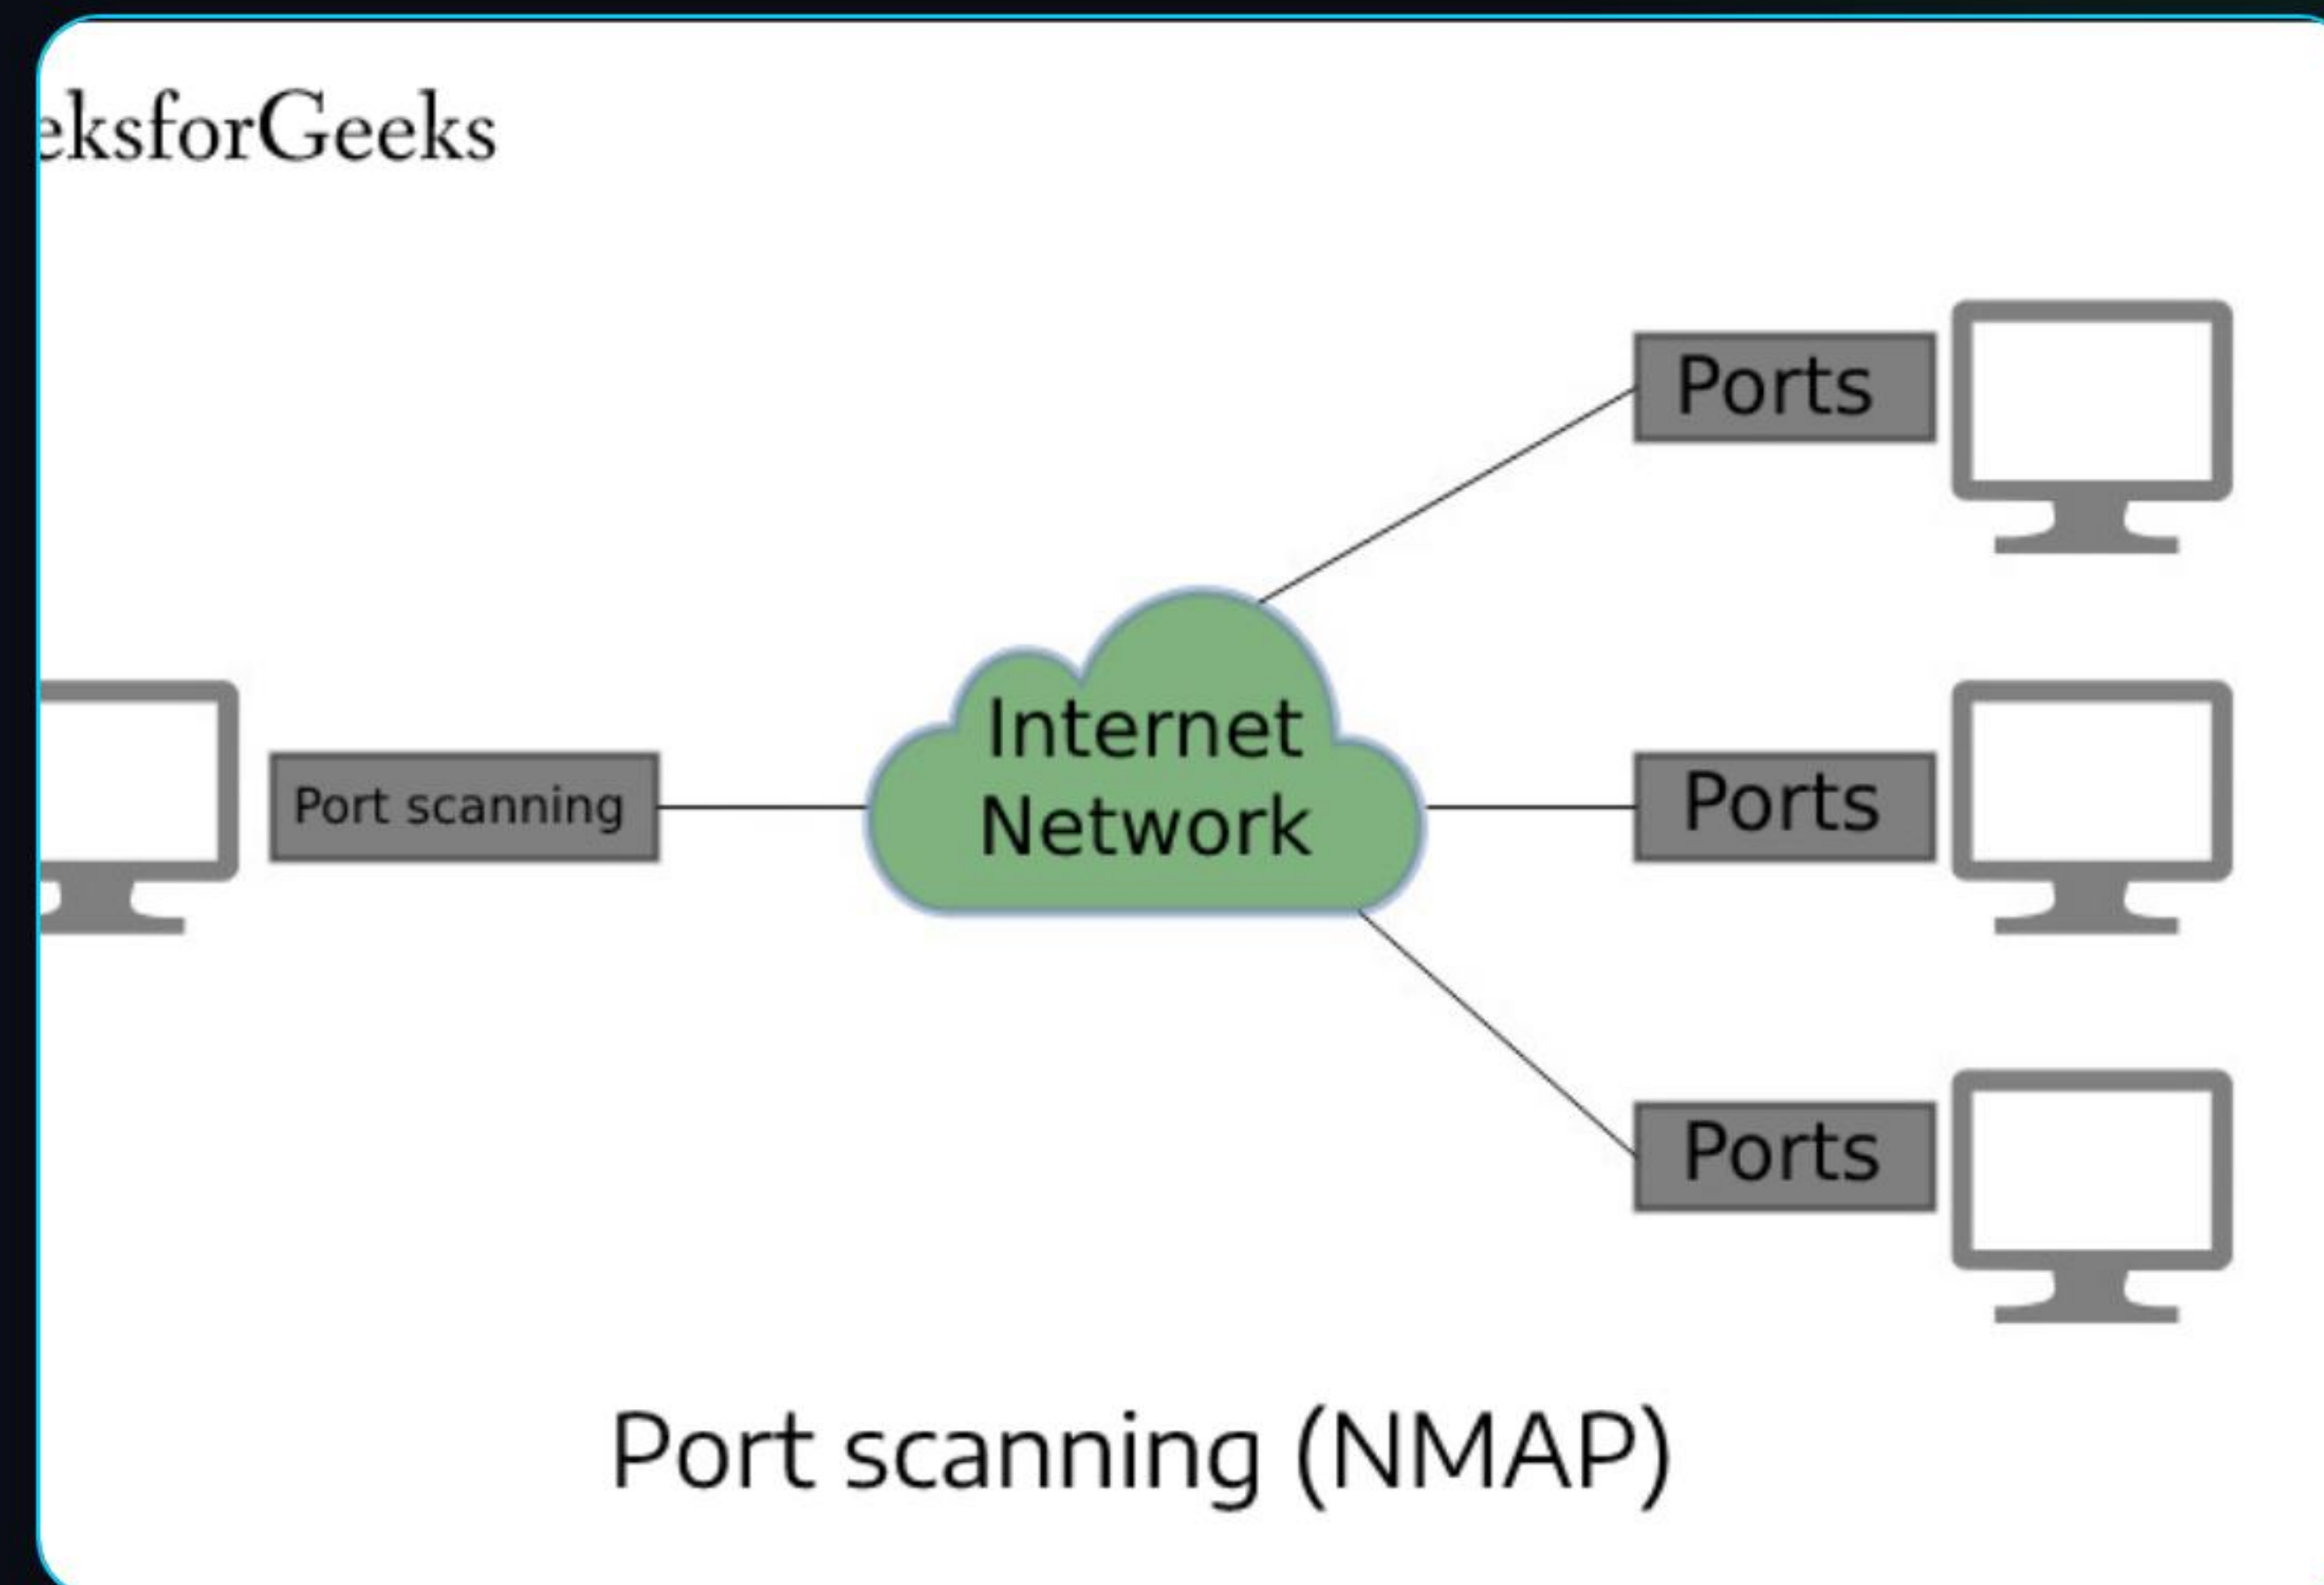 eksforGeeks
Ports
Internet
Network
Port scanning
Ports
Ports
Port scanning (NMAP)